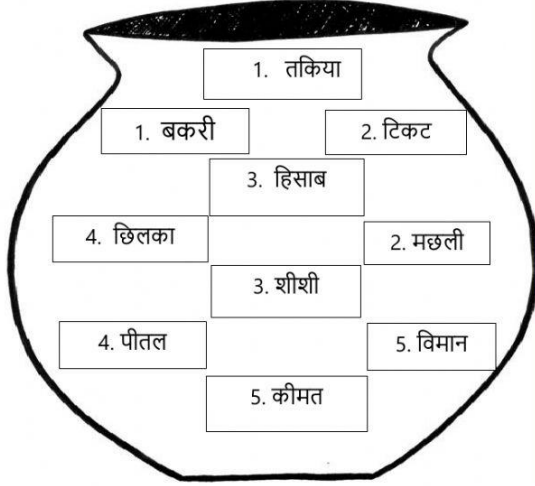 1. तकिया
1. बकरी
2. टिकट
3. हिसाब
4. छिलका
2. मछली
3. शीशी
4. पीतल
5. विमान
5. कीमत